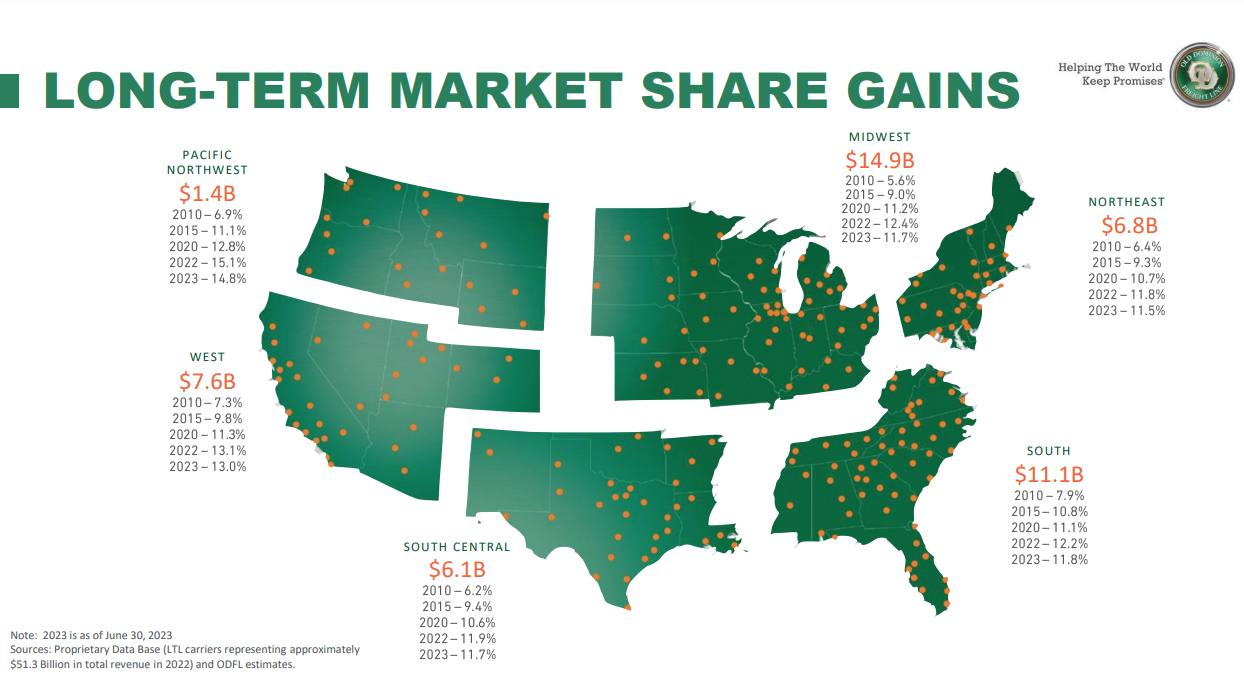 LONG-TERM MARKET SHARE GAINS
Helping The World
Keep Promises®
OLD DOMINION
FREIGHT LINE
PACIFIC
NORTHWEST
$1.4B
2010 – 6.9%
2015 – 11.1%
2020 – 12.8%
2022 – 15.1%
2023 – 14.8%
WEST
$7.6B
2010 – 7.3%
2015 – 9.8%
2020 – 11.3%
2022 – 13.1%
2023 – 13.0%
SOUTH CENTRAL
$6.1B
2010 – 6.2%
2015 – 9.4%
2020 – 10.6%
2022 – 11.9%
2023 – 11.7%
MIDWEST
$14.9B
2010 – 5.6%
2015 – 9.0%
2020 – 11.2%
2022 – 12.4%
2023 – 11.7%
NORTHEAST
$6.8B
2010 – 6.4%
2015 – 9.3%
2020 – 10.7%
2022 – 11.8%
2023 – 11.5%
SOUTH
$11.1B
2010 – 7.9%
2015 – 10.8%
2020 – 11.1%
2022 – 12.2%
2023 – 11.8%
Note: 2023 is as of June 30, 2023
Sources: Proprietary Data Base (LTL carriers representing approximately
$51.3 Billion in total revenue in 2022) and ODFL estimates.